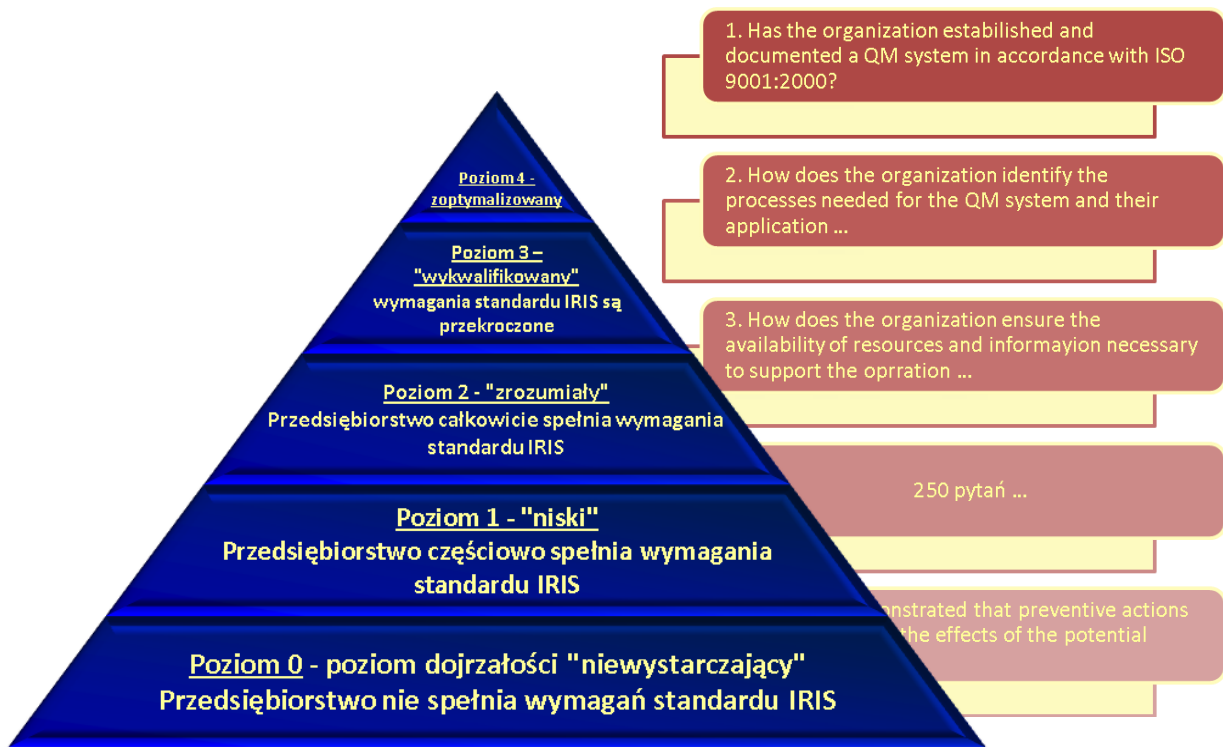 1. Has the organization estabilished and
documented a QM system in accordance with ISO
9001:2000?
2. How does the organization identify the
processes needed for the QM system and their
application ...
3. How does the organization ensure the
availability of resources and informayion necessary
to support the oprration ...
250 pytań ...
onstrated that preventive actions
the effects of the potential
Poziom 4 -
zoptymalizowany
Poziom 3 –
"wykwalifikowany"
wymagania standardu IRIS są
przekroczone
Poziom 2 - "zrozumiały"
Przedsiębiorstwo całkowicie spełnia wymagania
standardu IRIS
Poziom 1 - "niski"
Przedsiębiorstwo częściowo spełnia wymagania
standardu IRIS
Poziom 0 - poziom dojrzałości "niewystarczający"
Przedsiębiorstwo nie spełnia wymagań standardu IRIS